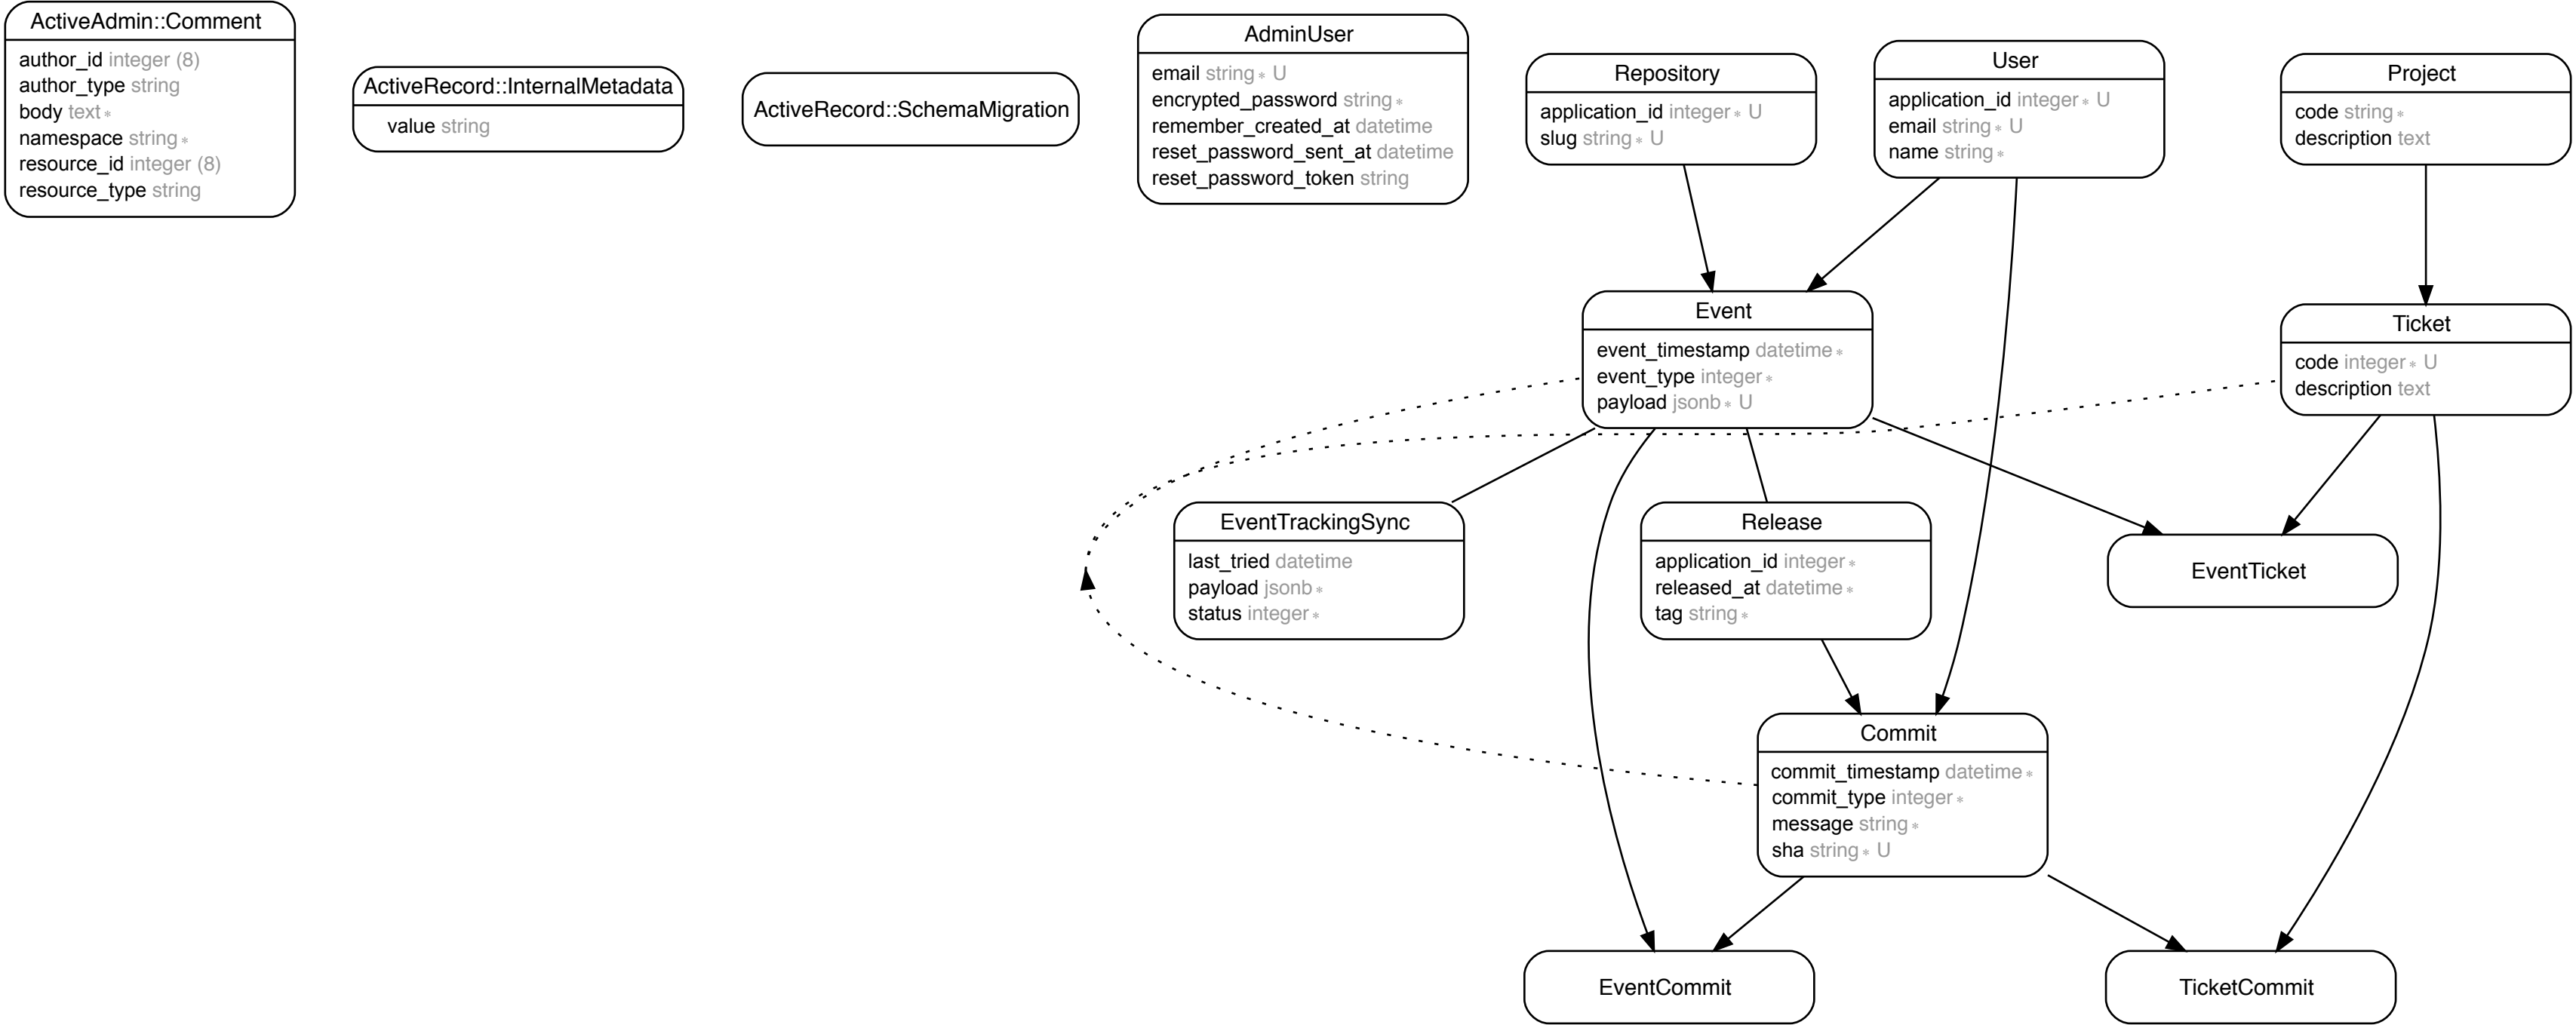 ActiveAdmin::Comment
author_id integer (8)
author_type string
body text ∗
namespace string ∗
resource_id integer (8)
resource_type string
ActiveRecord::InternalMetadata
value string
ActiveRecord::SchemaMigration
AdminUser
email string ∗ U
encrypted_password string ∗
remember_created_at datetime
reset_password_sent_at datetime
reset_password_token string
Repository
application_id integer ∗ U
slug string ∗ U
User
application_id integer ∗ U
email string ∗ U
name string ∗
Project
code string ∗
description text
Event
event_timestamp datetime ∗
event_type integer ∗
payload jsonb ∗ U
Ticket
code integer ∗ U
description text
EventTrackingSync
last_tried datetime
payload jsonb ∗
status integer ∗
Release
application_id integer ∗
released_at datetime ∗
tag string ∗
EventTicket
Commit
commit_timestamp datetime ∗
commit_type integer ∗
message string ∗
sha string ∗ U
EventCommit
TicketCommit